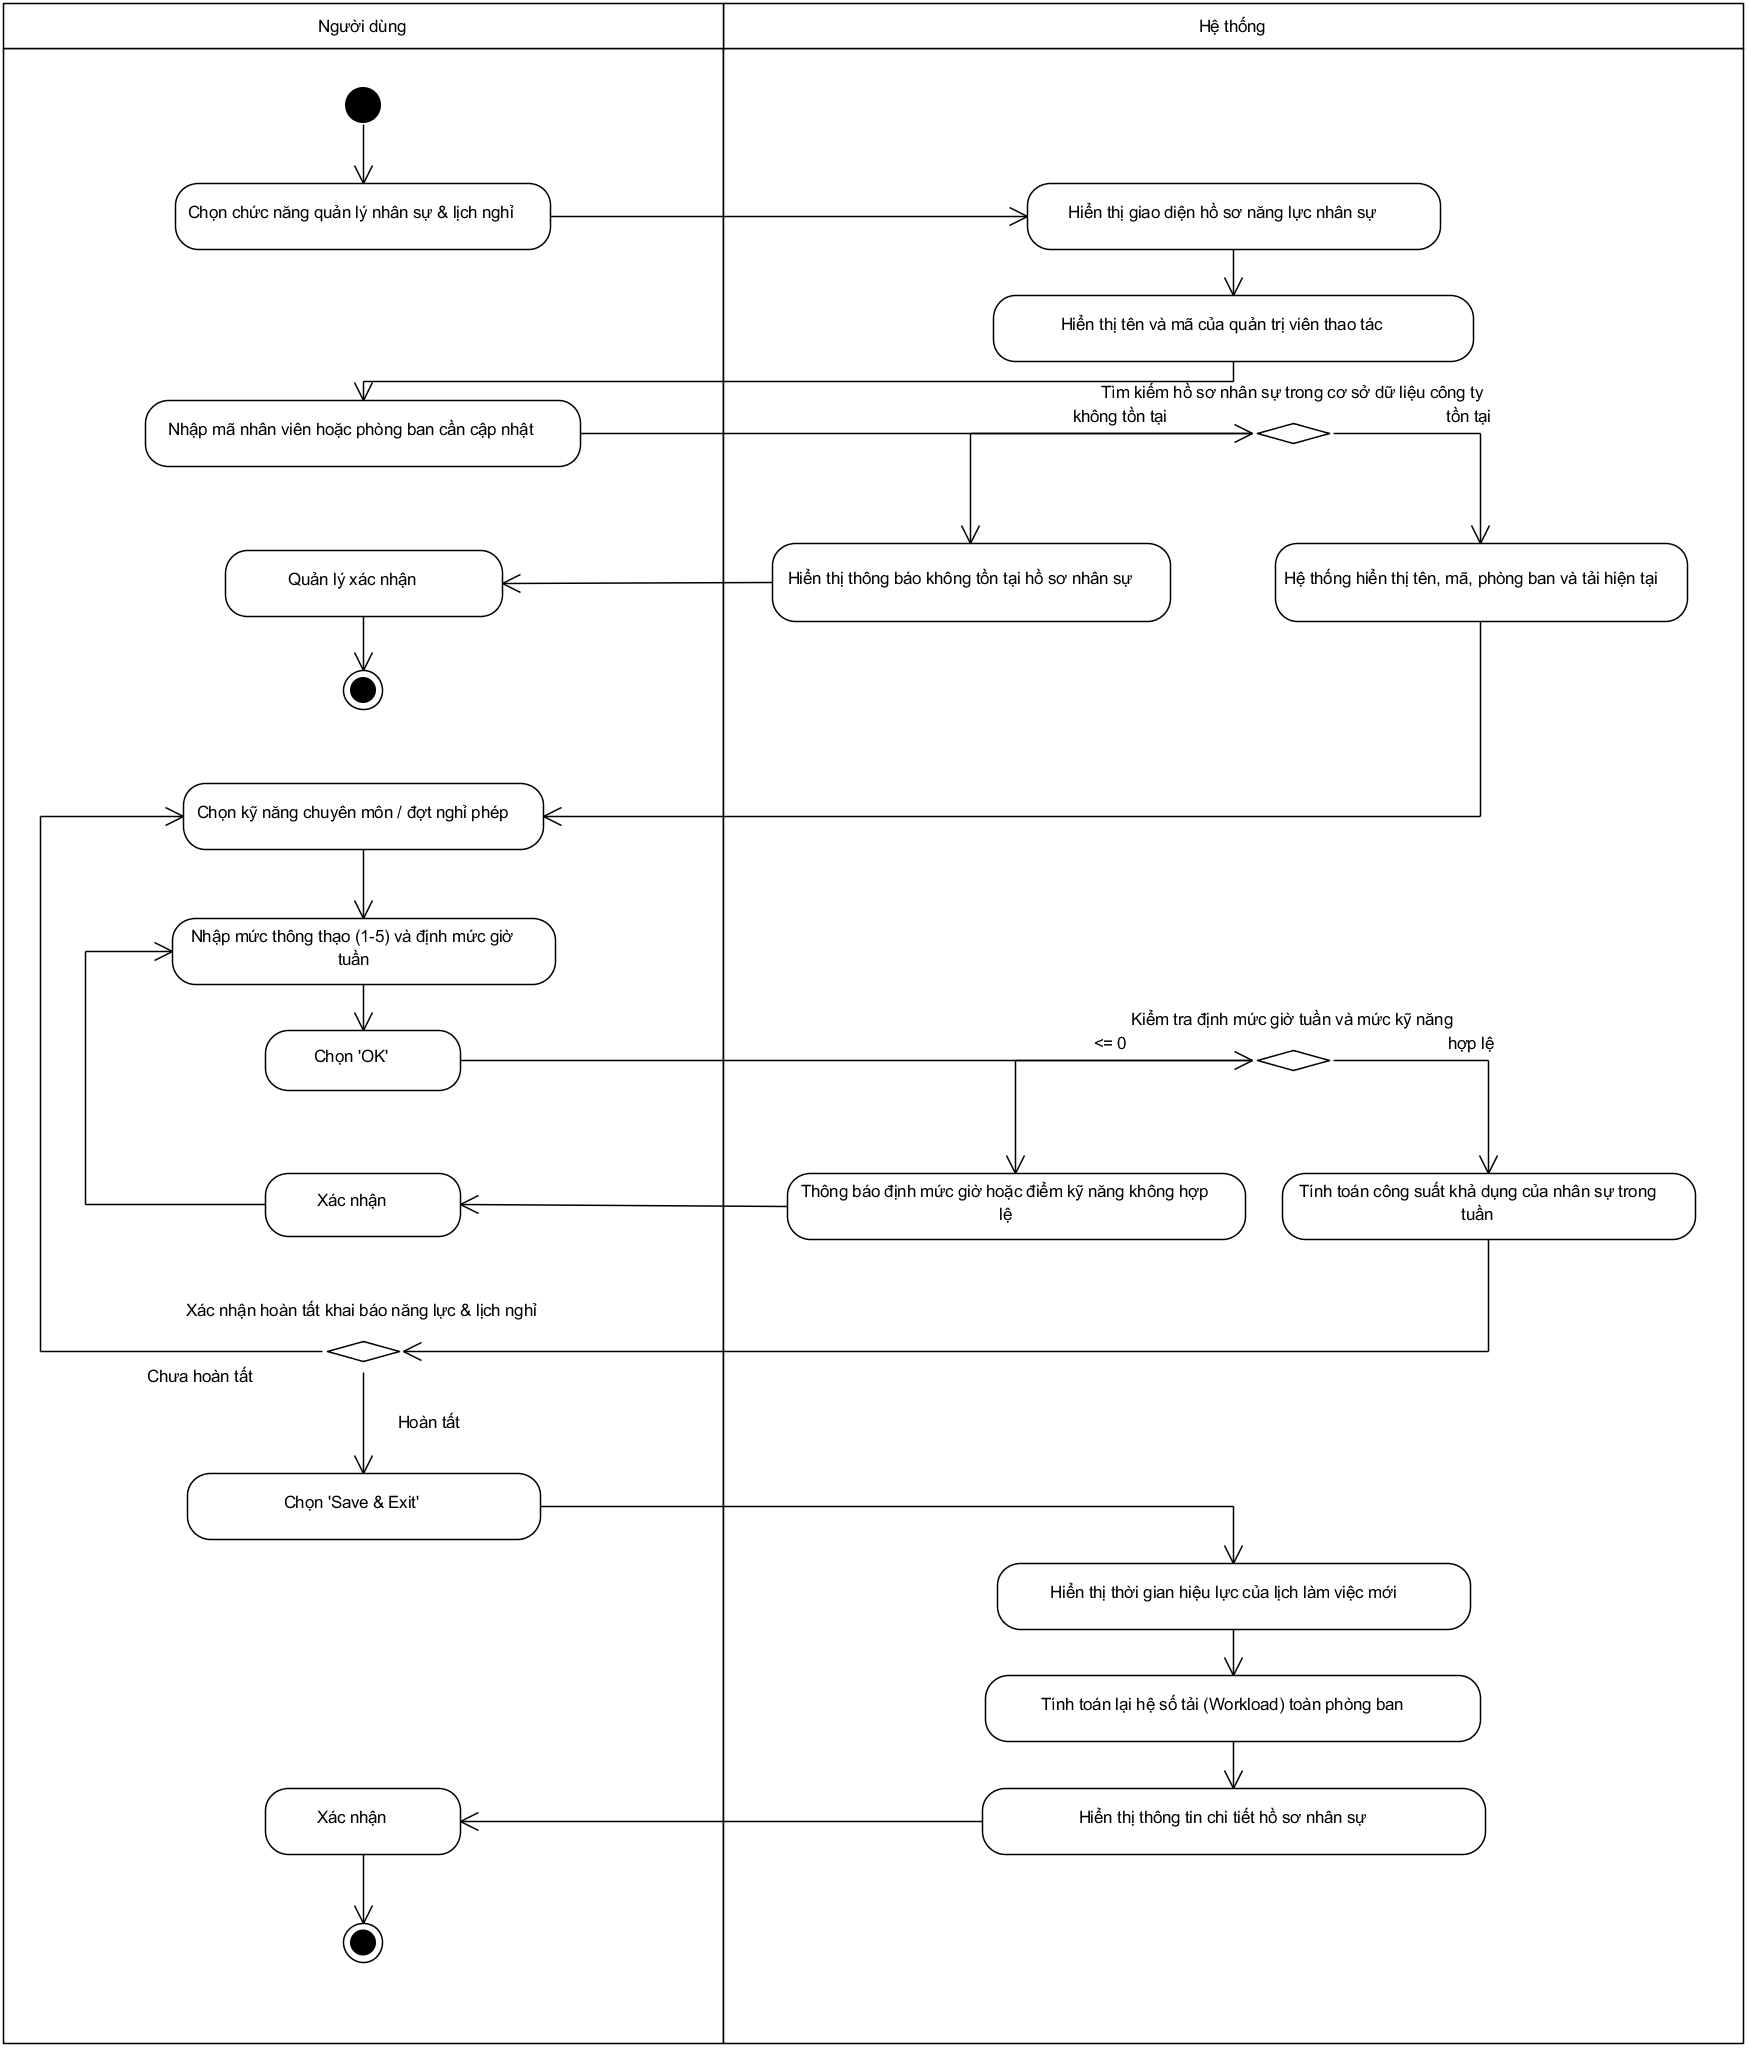 Người dùng
Hệ thống
Chọn chức năng quản lý nhân sự & lịch nghỉ
Hiển thị giao diện hồ sơ năng lực nhân sự
Hiển thị tên và mã của quản trị viên thao tác
Tìm kiếm hồ sơ nhân sự trong cơ sở dữ liệu công ty
không tồn tại
tồn tại
Nhập mã nhân viên hoặc phòng ban cần cập nhật
Quản lý xác nhận
Hiển thị thông báo không tồn tại hồ sơ nhân sự
Hệ thống hiển thị tên, mã, phòng ban và tải hiện tại
Chọn kỹ năng chuyên môn / đợt nghỉ phép
Nhập mức thông thạo (1-5) và định mức giờ
tuần
Kiểm tra định mức giờ tuần và mức kỹ năng
<= 0
hợp lệ
Chọn 'OK'
Xác nhận
Thông báo định mức giờ hoặc điểm kỹ năng không hợp
lệ
Tính toán công suất khả dụng của nhân sự trong
tuần
Xác nhận hoàn tất khai báo năng lực & lịch nghỉ
Chưa hoàn tất
Hoàn tất
Chọn 'Save & Exit'
Hiển thị thời gian hiệu lực của lịch làm việc mới
Tính toán lại hệ số tải (Workload) toàn phòng ban
Xác nhận
Hiển thị thông tin chi tiết hồ sơ nhân sự